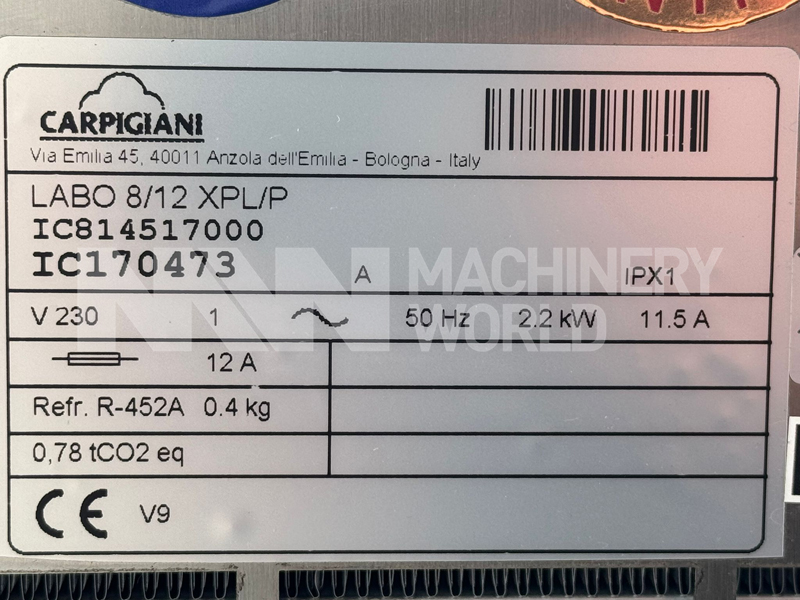 CARPIGIANI
Via Emilia 45, 40011 Anzola dell'Emilia - Bologna - Italy
LABO 8/12 XPL/P
IC814517000
IC170473 A IPX1
MACHINERY WORLD
V 230 1 50 Hz 2.2 kW 11.5 A
12 A
Refr. R-452A 0.4 kg
0,78 tCO2 eq
CE V9